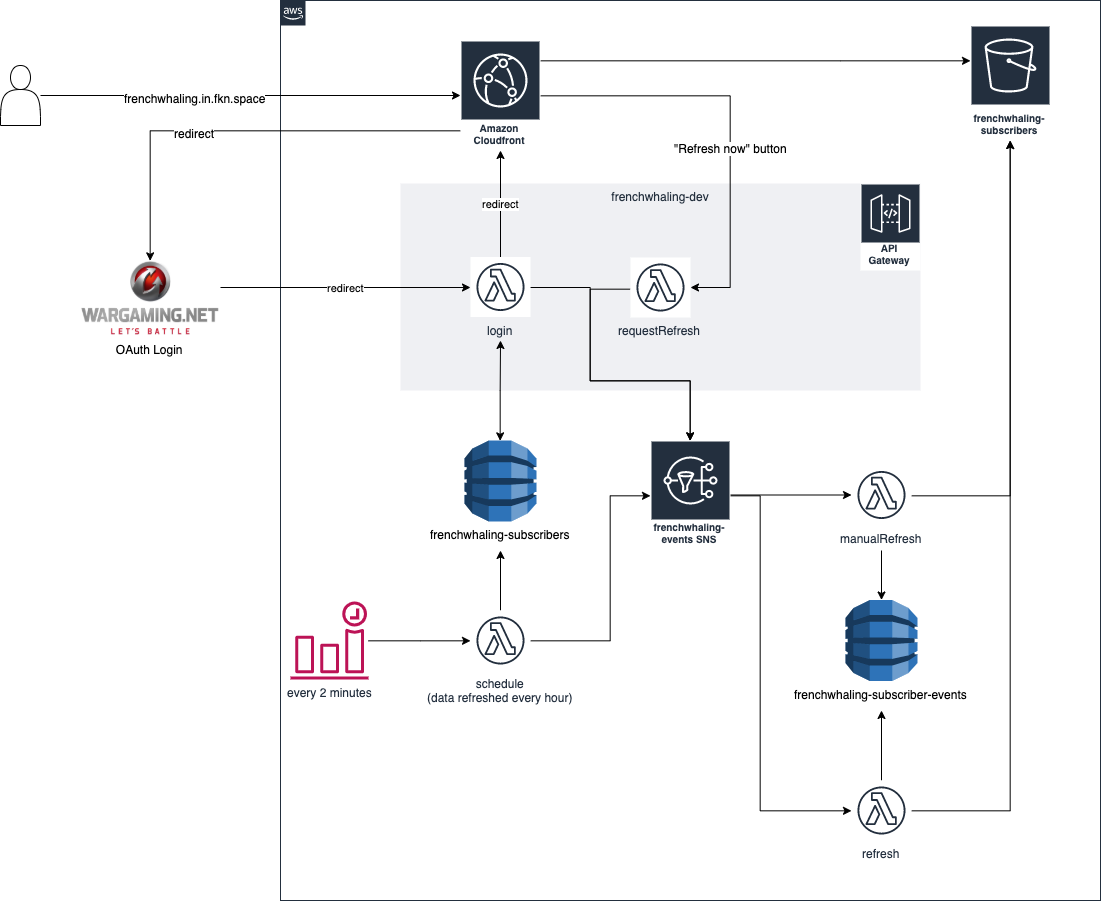 aws
frenchwhaling.in.fkn.space
Amazon
Cloudfront
frenchwhaling-
subscribers
redirect
"Refresh now" button
redirect
frenchwhaling-dev
API
Gateway
WARGAMING.NET
LET'S BATTLE
OAuth Login
redirect
login
requestRefresh
frenchwhaling-subscribers
frenchwhaling-
events SNS
manualRefresh
every 2 minutes
schedule
(data refreshed every hour)
frenchwhaling-subscriber-events
refresh